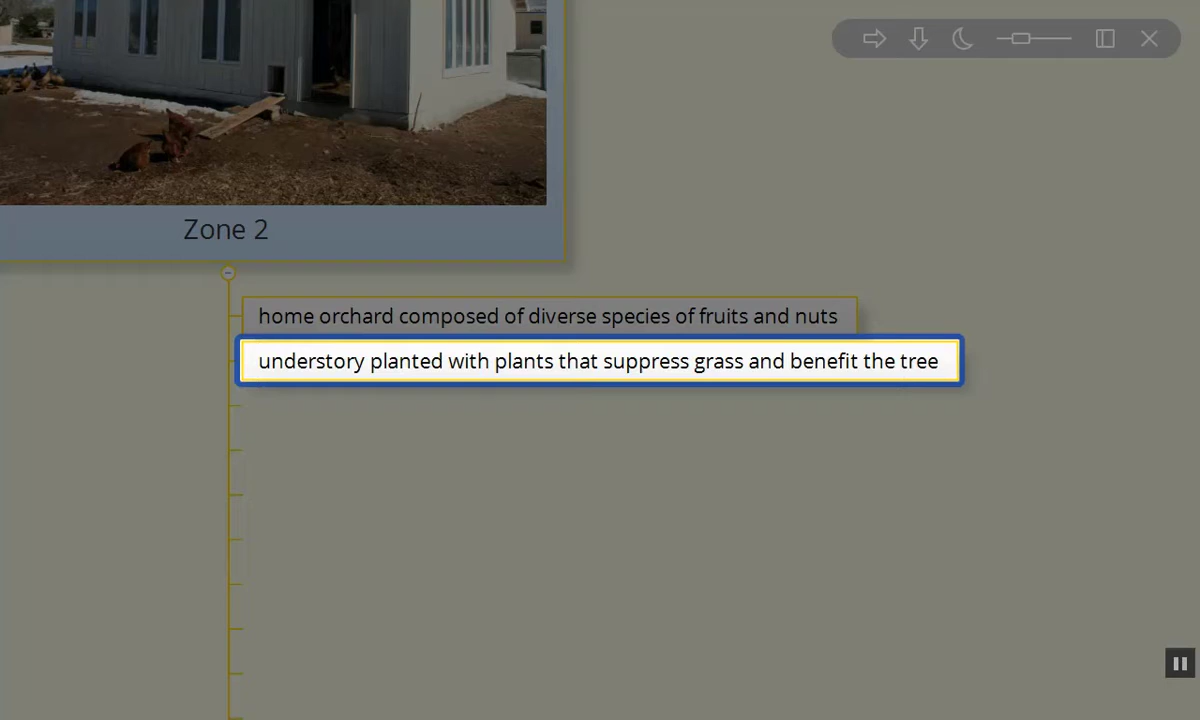 Zone 2
home orchard composed of diverse species of fruits and nuts
understory planted with plants that suppress grass and benefit the tree